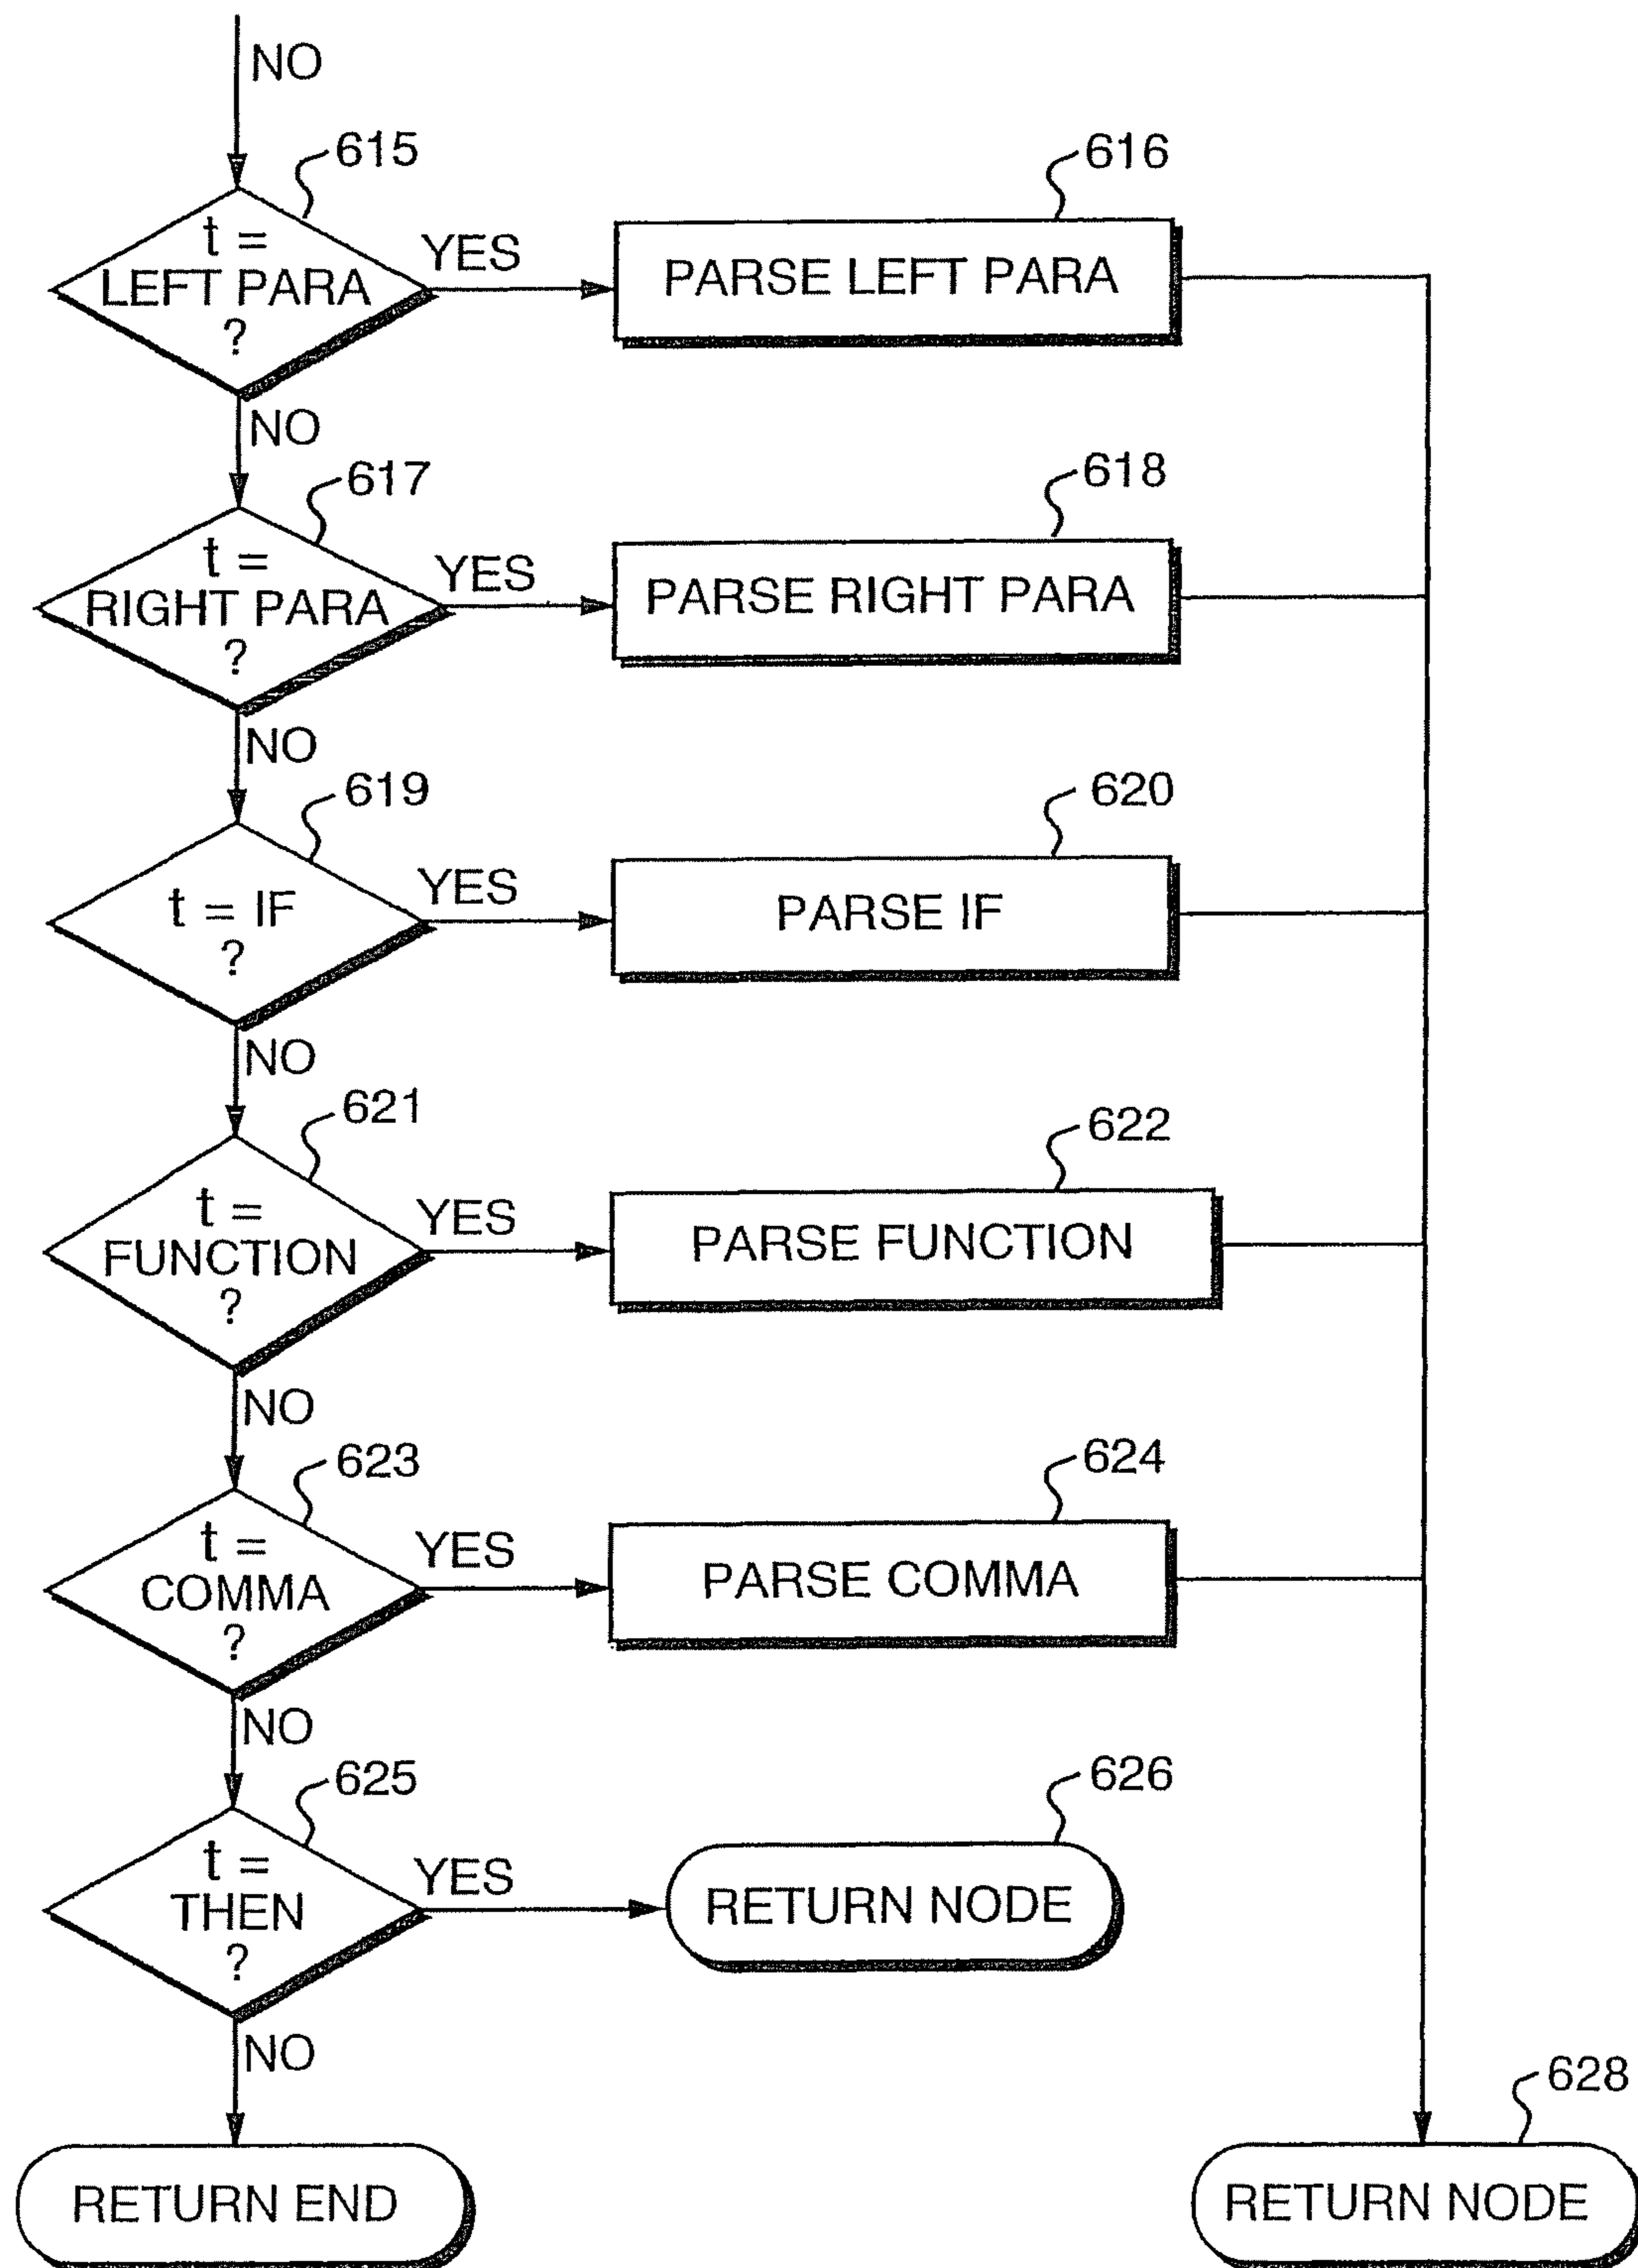 NO
615
616
t =
LEFT PARA
?
YES
PARSE LEFT PARA
NO
617
618
t =
RIGHT PARA
?
YES
PARSE RIGHT PARA
NO
619
620
t = IF
?
YES
PARSE IF
NO
621
622
t =
FUNCTION
?
YES
PARSE FUNCTION
NO
623
624
t =
COMMA
?
YES
PARSE COMMA
NO
625
626
t =
THEN
?
YES
RETURN NODE
NO
628
RETURN END
RETURN NODE